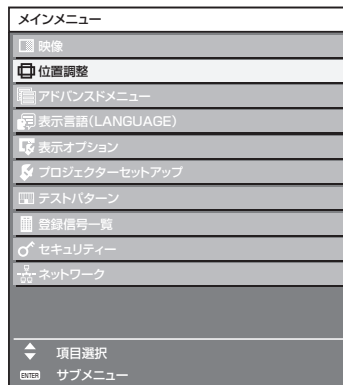 メインメニュー
映像
位置調整
アドバンスドメニュー
表示言語(LANGUAGE)
表示オプション
プロジェクターセットアップ
テストパターン
登録信号一覧
セキュリティー
ネットワーク
項目選択
ENTER サブメニュー